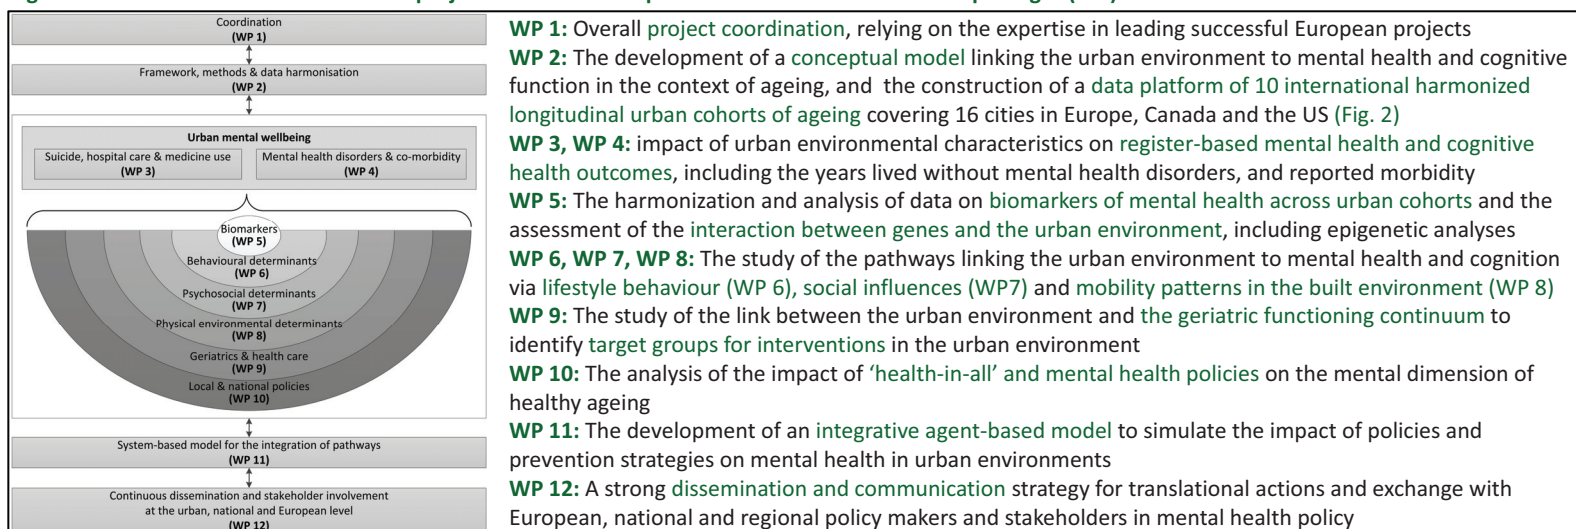 Coordination
(WP 1)
Framework, methods & data harmonisation
(WP 2)
Urban mental wellbeing
Suicide, hospital care & medicine use
(WP 3)
Mental health disorders & co-morbidity
(WP 4)
Biomarkers
(WP 5)
Behavioural determinants
(WP 6)
Psychosocial determinants
(WP 7)
Physical environmental determinants
(WP 8)
Geriatrics & health care
(WP 9)
Local & national policies
(WP 10)
System-based model for the integration of pathways
(WP 11)
Continuous dissemination and stakeholder involvement
at the urban, national and European level
(WP 12)
WP 1: Overall project coordination, relying on the expertise in leading successful European projects
WP 2: The development of a conceptual model linking the urban environment to mental health and cognitive
function in the context of ageing, and the construction of a data platform of 10 international harmonized
longitudinal urban cohorts of ageing covering 16 cities in Europe, Canada and the US (Fig. 2)
WP 3, WP 4: impact of urban environmental characteristics on register-based mental health and cognitive
health outcomes, including the years lived without mental health disorders, and reported morbidity
WP 5: The harmonization and analysis of data on biomarkers of mental health across urban cohorts and the
assessment of the interaction between genes and the urban environment, including epigenetic analyses
WP 6, WP 7, WP 8: The study of the pathways linking the urban environment to mental health and cognition
via lifestyle behaviour (WP 6), social influences (WP7) and mobility patterns in the built environment (WP 8)
WP 9: The study of the link between the urban environment and the geriatric functioning continuum to
identify target groups for interventions in the urban environment
WP 10: The analysis of the impact of ‘health-in-all’ and mental health policies on the mental dimension of
healthy ageing
WP 11: The development of an integrative agent-based model to simulate the impact of policies and
prevention strategies on mental health in urban environments
WP 12: A strong dissemination and communication strategy for translational actions and exchange with
European, national and regional policy makers and stakeholders in mental health policy